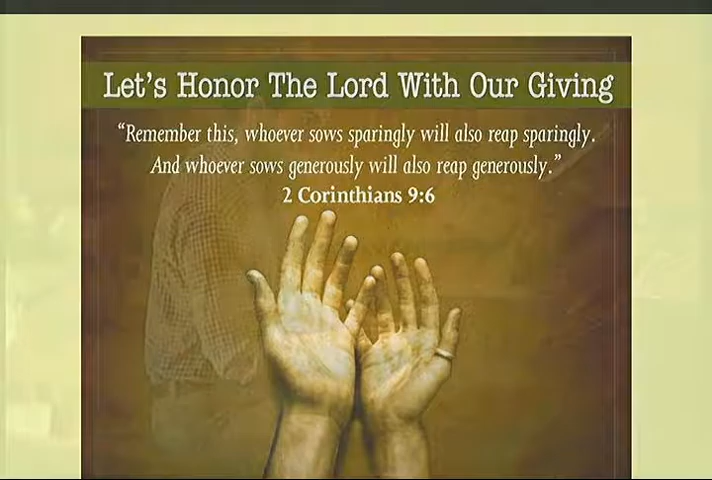 Let's Honor The Lord With Our Giving
“Remember this, whoever sows sparingly will also reap sparingly.
And whoever sows generously will also reap generously.”
2 Corinthians 9:6